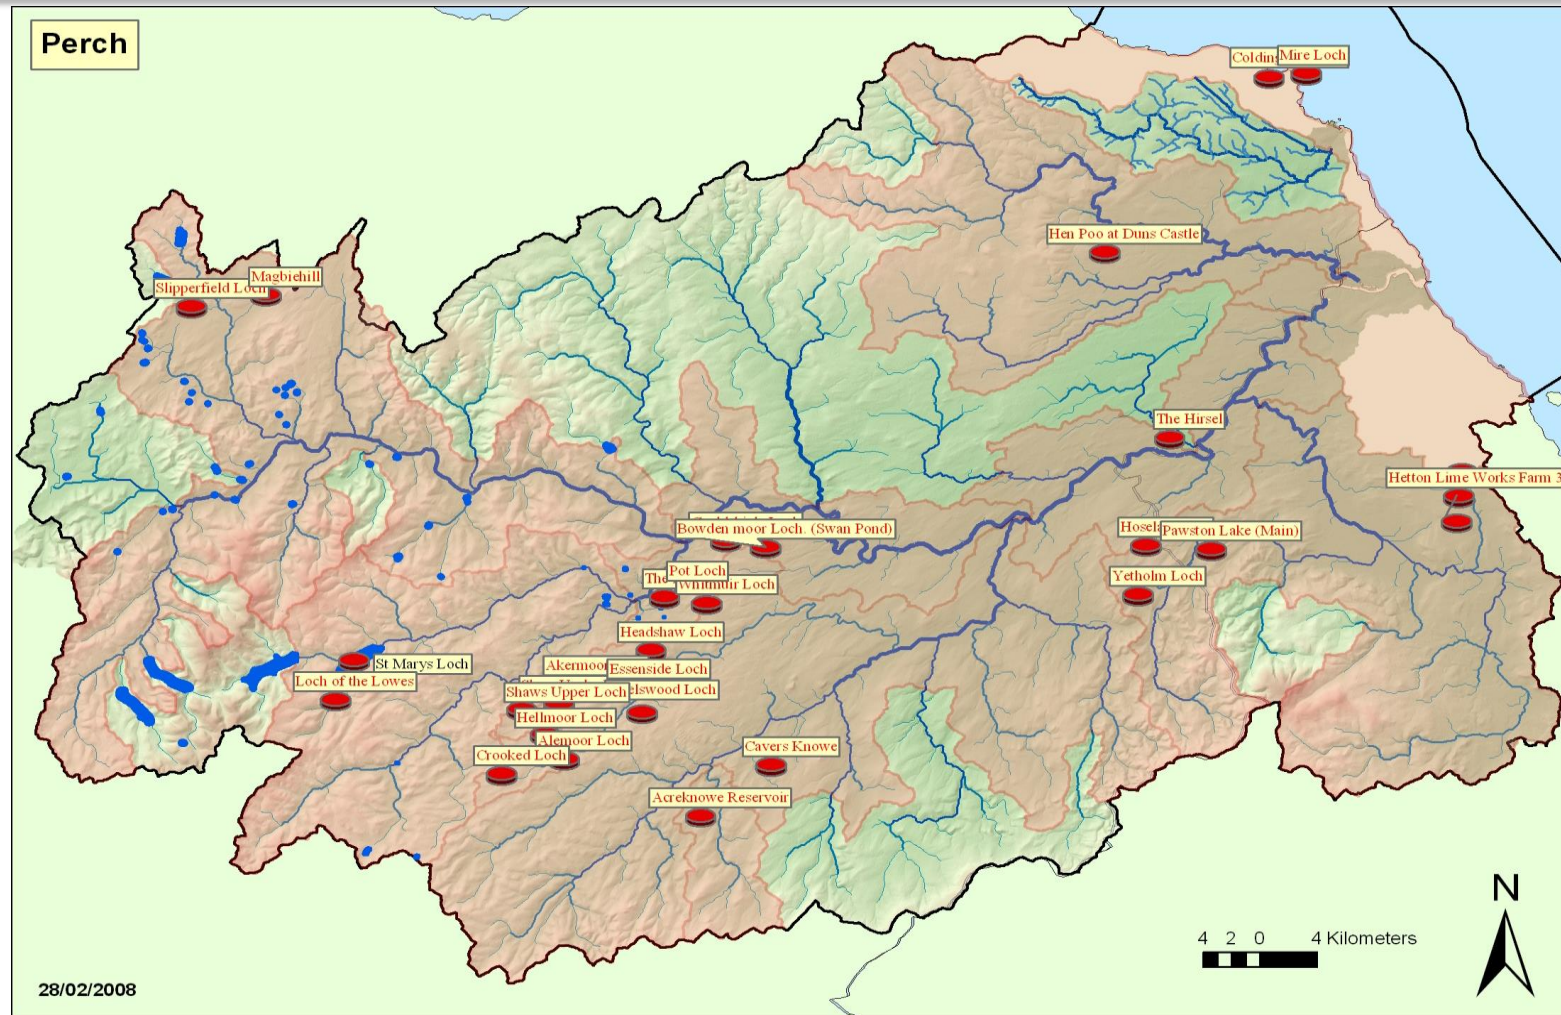 Perch
Coldin
Mire Loch
Hen Poo at Duns Castle
Magbiehill
Slipperfield Loch
The Hirsel
Hetton Lime Works Farm 3
Bowden moor Loch. (Swan Pond)
Hosela
Pawston Lake (Main)
Pot Loch
The
Whitmuir Loch
Yetholm Loch
Headshaw Loch
St Marys Loch
Akermoor
Essenside Loch
Loch of the Lowes
Shaws Upper Loch
elswood Loch
Hellmoor Loch
Alemoor Loch
Crooked Loch
Cavers Knowe
Acreknowe Reservoir
N
4 2 0 4 Kilometers
28/02/2008